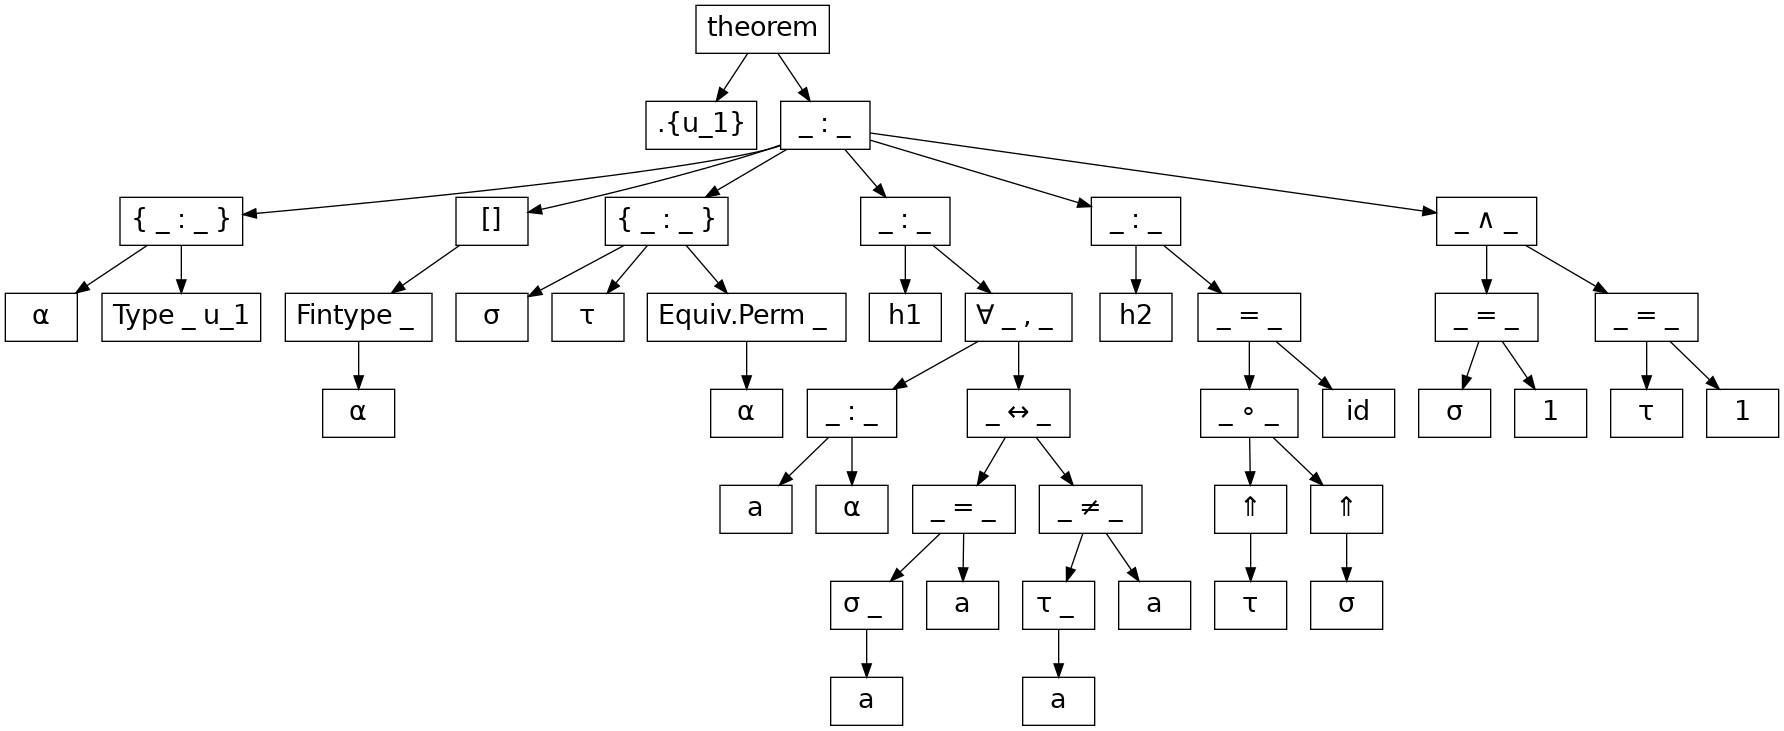 theorem
.{u_1} _ : _
{ _ : _ } [] { _ : _ } _ : _ _ : _ _ ∧ _
α Type _ u_1 Fintype _ σ τ Equiv.Perm _ h1 ∀ _ , _ h2 _ = _ _ = _ _ = _
α α _ : _ _ ↔ _ _ ∘ _ id σ 1 τ 1
a α _ = _ _ ≠ _ ⇑ ⇑
σ _ a τ _ a τ σ
a a